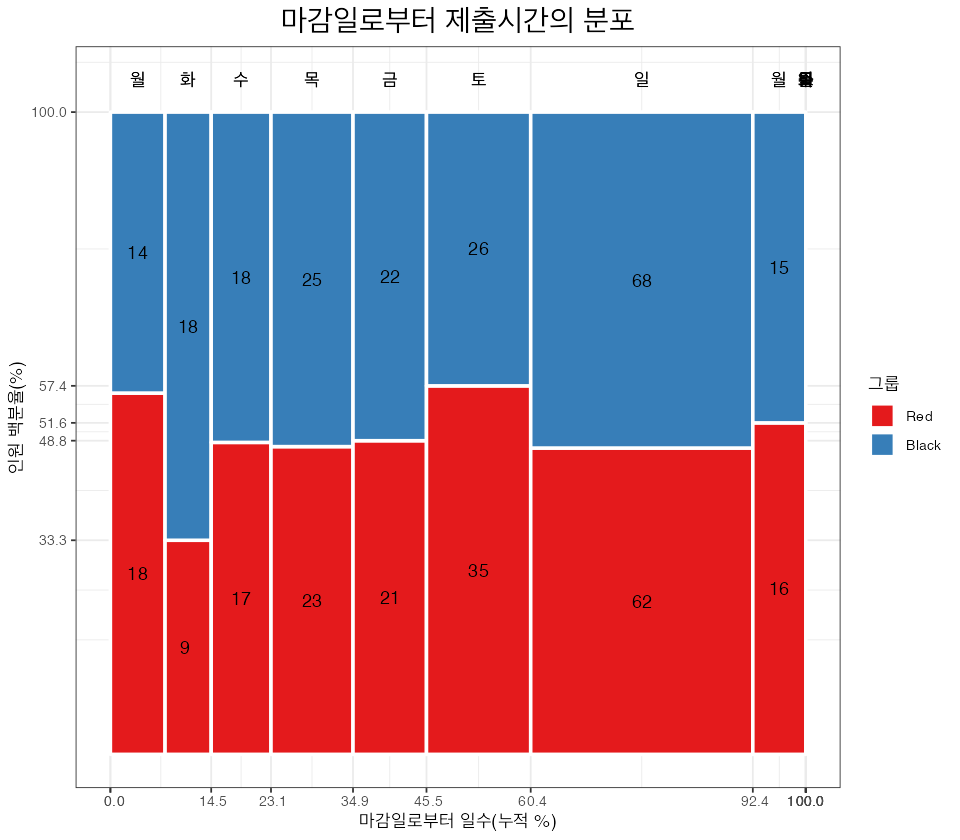 마감일로부터 제출시간의 분포
월 화 수 목 금 토 일 월
100.0
57.4
51.6
48.8
33.3
인원 백분율(%)
14 18 18 25 22 26 68 15
18 9 17 23 21 35 62 16
그룹
Red
Black
0.0 14.5 23.1 34.9 45.5 60.4 92.4 100.0
마감일로부터 일수(누적 %)